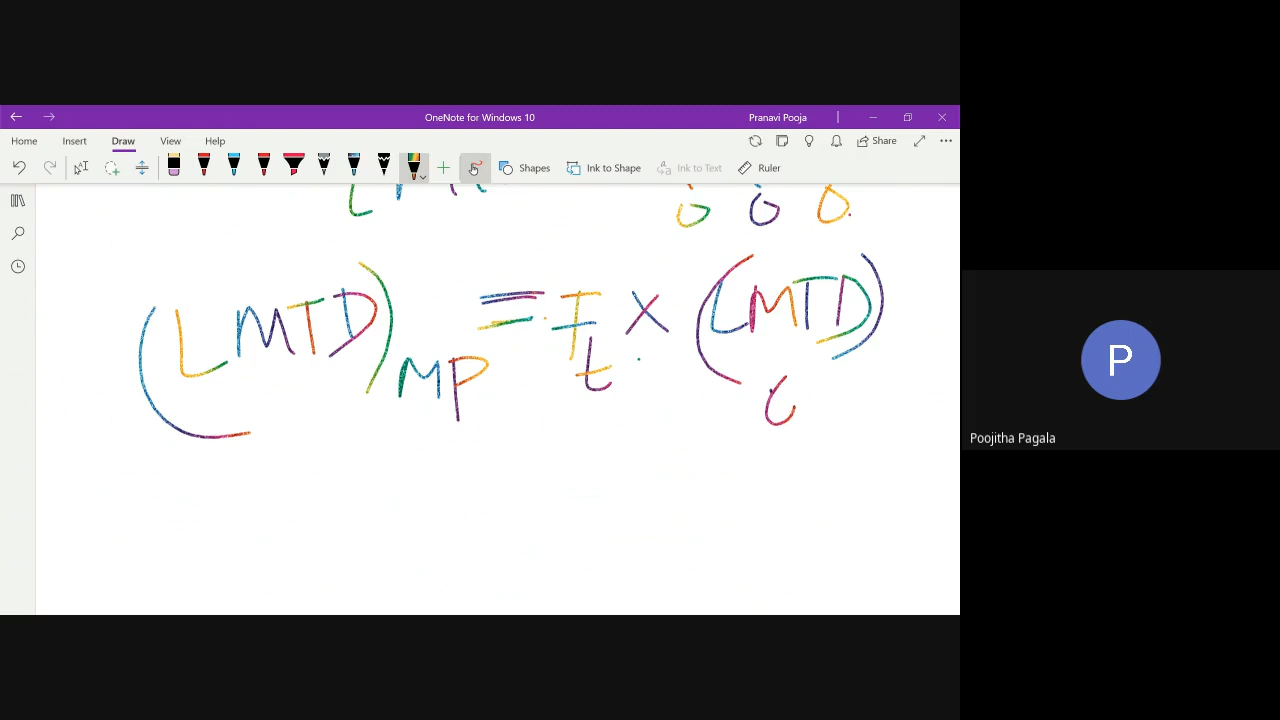 OneNote for Windows 10
Pranavi Pooja
Home Insert Draw View Help
Share
Shapes Ink to Shape Ink to Text Ruler
(LMTD)MP = Ft × (LMTD)
C
P
Poojitha Pagala